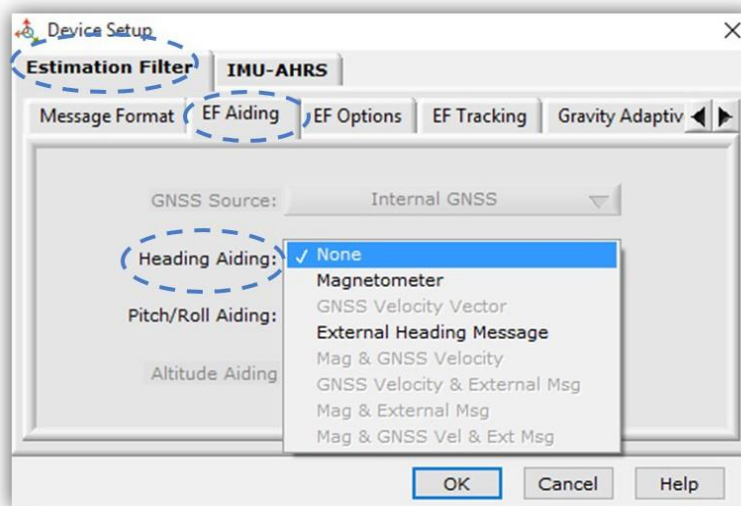 Device Setup
Estimation Filter IMU-AHRS
Message Format EF Aiding EF Options EF Tracking Gravity Adaptiv
GNSS Source: Internal GNSS
Heading Aiding: ✓ None
Magnetometer
GNSS Velocity Vector
Pitch/Roll Aiding:
External Heading Message
Mag & GNSS Velocity
Altitude Aiding
GNSS Velocity & External Msg
Mag & External Msg
Mag & GNSS Vel & Ext Msg
OK Cancel Help